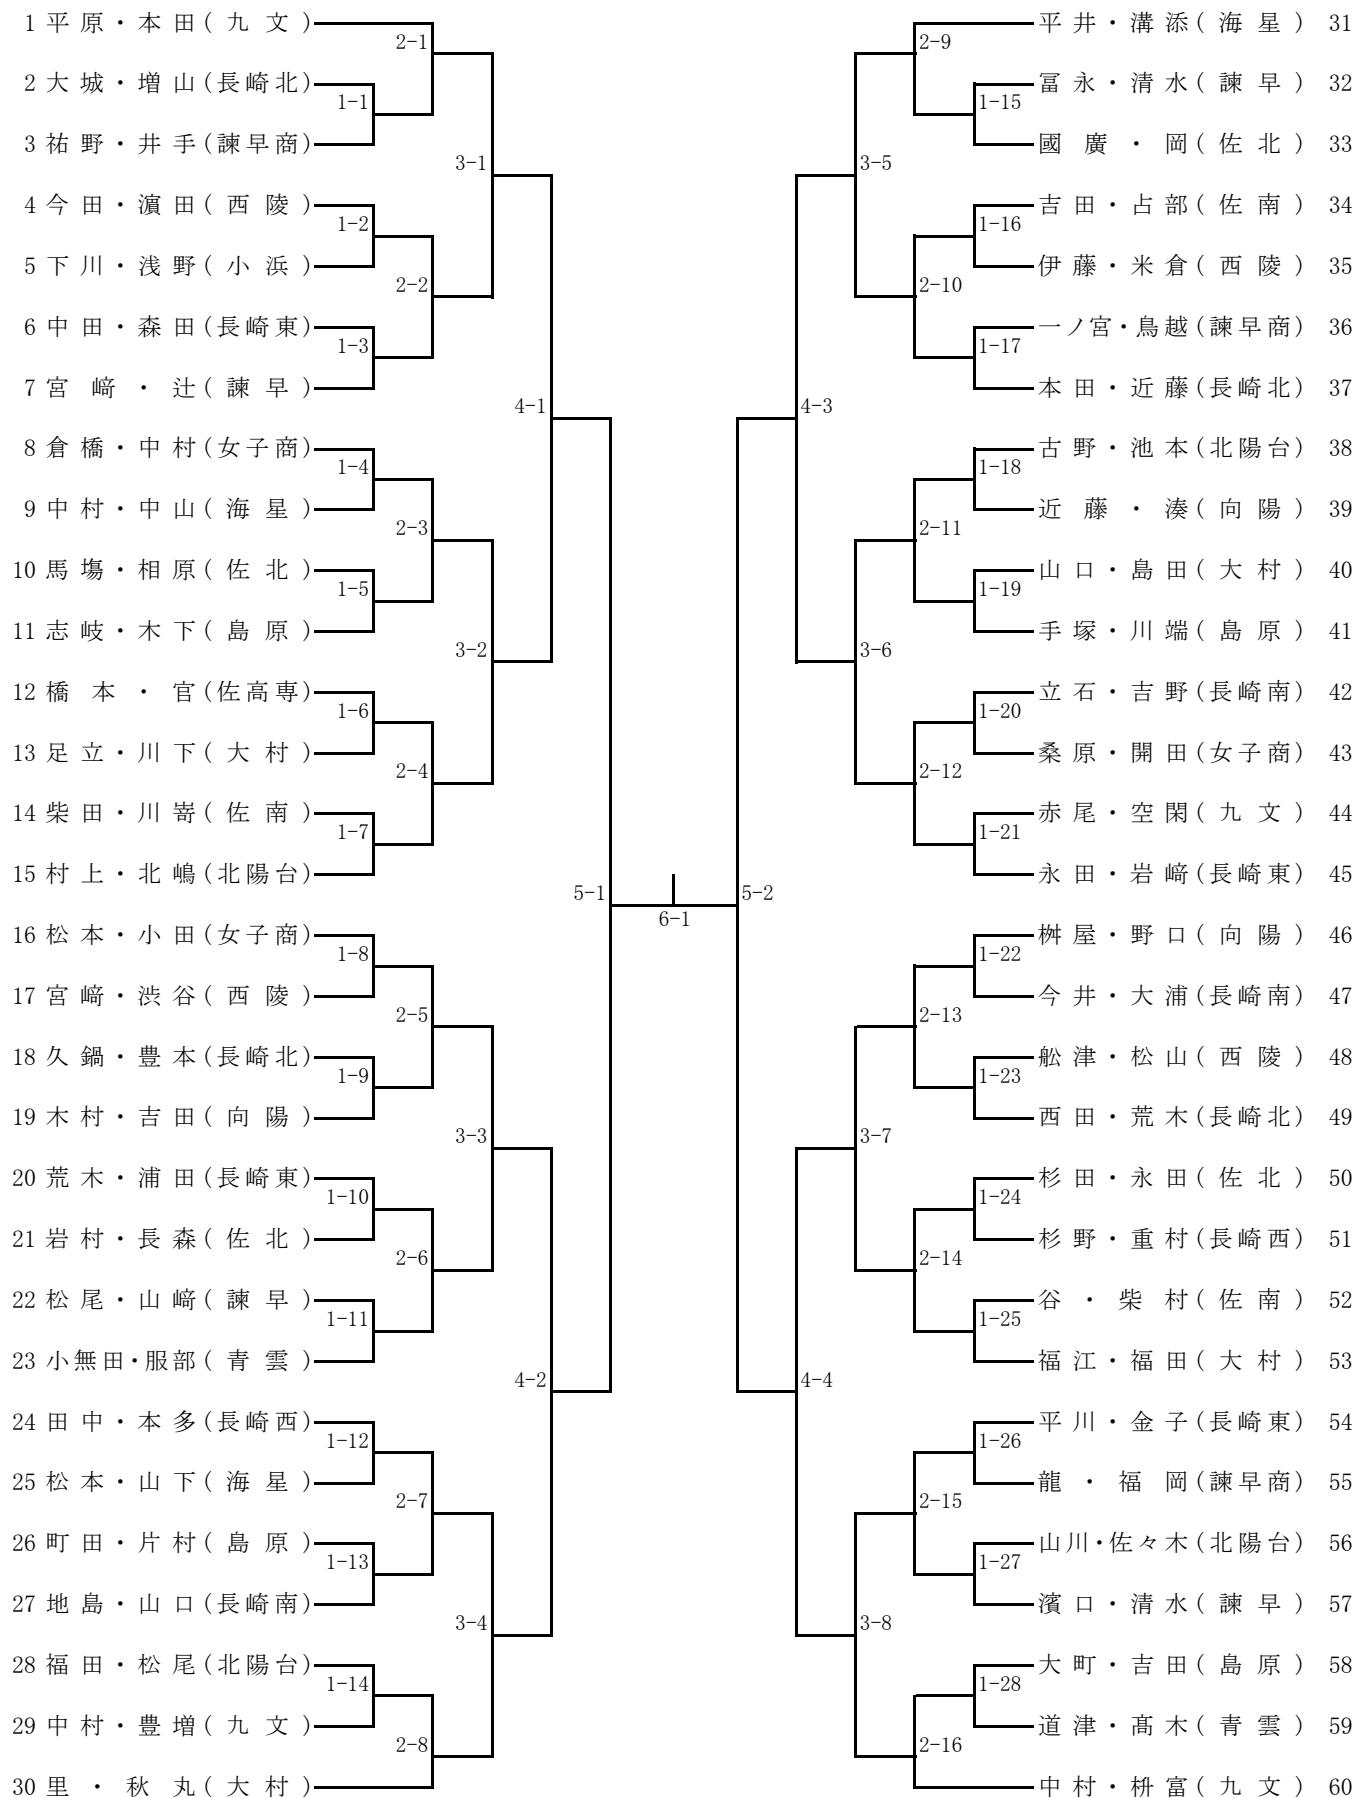 1 平原・本田(九文)
2-1
2 大城・増山(長崎北)
1-1
3 祐野・井手(諫早商)
3-1
4 今田・濵田(西陵)
1-2
5 下川・浅野(小浜)
2-2
6 中田・森田(長崎東)
1-3
7 宮﨑・辻(諫早)
4-1
8 倉橋・中村(女子商)
1-4
9 中村・中山(海星)
2-3
10 馬場・相原(佐北)
1-5
11 志岐・木下(島原)
3-2
12 橋本・官(佐高専)
1-6
13 足立・川下(大村)
2-4
14 柴田・川嵜(佐南)
1-7
15 村上・北嶋(北陽台)
5-1
16 松本・小田(女子商)
1-8
17 宮﨑・渋谷(西陵)
2-5
18 久鍋・豊本(長崎北)
1-9
19 木村・吉田(向陽)
3-3
20 荒木・浦田(長崎東)
1-10
21 岩村・長森(佐北)
2-6
22 松尾・山﨑(諫早)
1-11
23 小無田・服部(青雲)
4-2
24 田中・本多(長崎西)
1-12
25 松本・山下(海星)
2-7
26 町田・片村(島原)
1-13
27 地島・山口(長崎南)
3-4
28 福田・松尾(北陽台)
1-14
29 中村・豊増(九文)
2-8
30 里・秋丸(大村)
6-1
平井・溝添(海星) 31
2-9
冨永・清水(諫早) 32
1-15
國廣・岡(佐北) 33
3-5
吉田・占部(佐南) 34
1-16
伊藤・米倉(西陵) 35
2-10
一ノ宮・鳥越(諫早商) 36
1-17
本田・近藤(長崎北) 37
4-3
古野・池本(北陽台) 38
1-18
近藤・湊(向陽) 39
2-11
山口・島田(大村) 40
1-19
手塚・川端(島原) 41
3-6
立石・吉野(長崎南) 42
1-20
桑原・開田(女子商) 43
2-12
赤尾・空閑(九文) 44
1-21
永田・岩﨑(長崎東) 45
5-2
桝屋・野口(向陽) 46
1-22
今井・大浦(長崎南) 47
2-13
舩津・松山(西陵) 48
1-23
西田・荒木(長崎北) 49
3-7
杉田・永田(佐北) 50
1-24
杉野・重村(長崎西) 51
2-14
谷・柴村(佐南) 52
1-25
福江・福田(大村) 53
4-4
平川・金子(長崎東) 54
1-26
龍・福岡(諫早商) 55
2-15
山川・佐々木(北陽台) 56
1-27
濱口・清水(諫早) 57
3-8
大町・吉田(島原) 58
1-28
道津・髙木(青雲) 59
2-16
中村・枡富(九文) 60